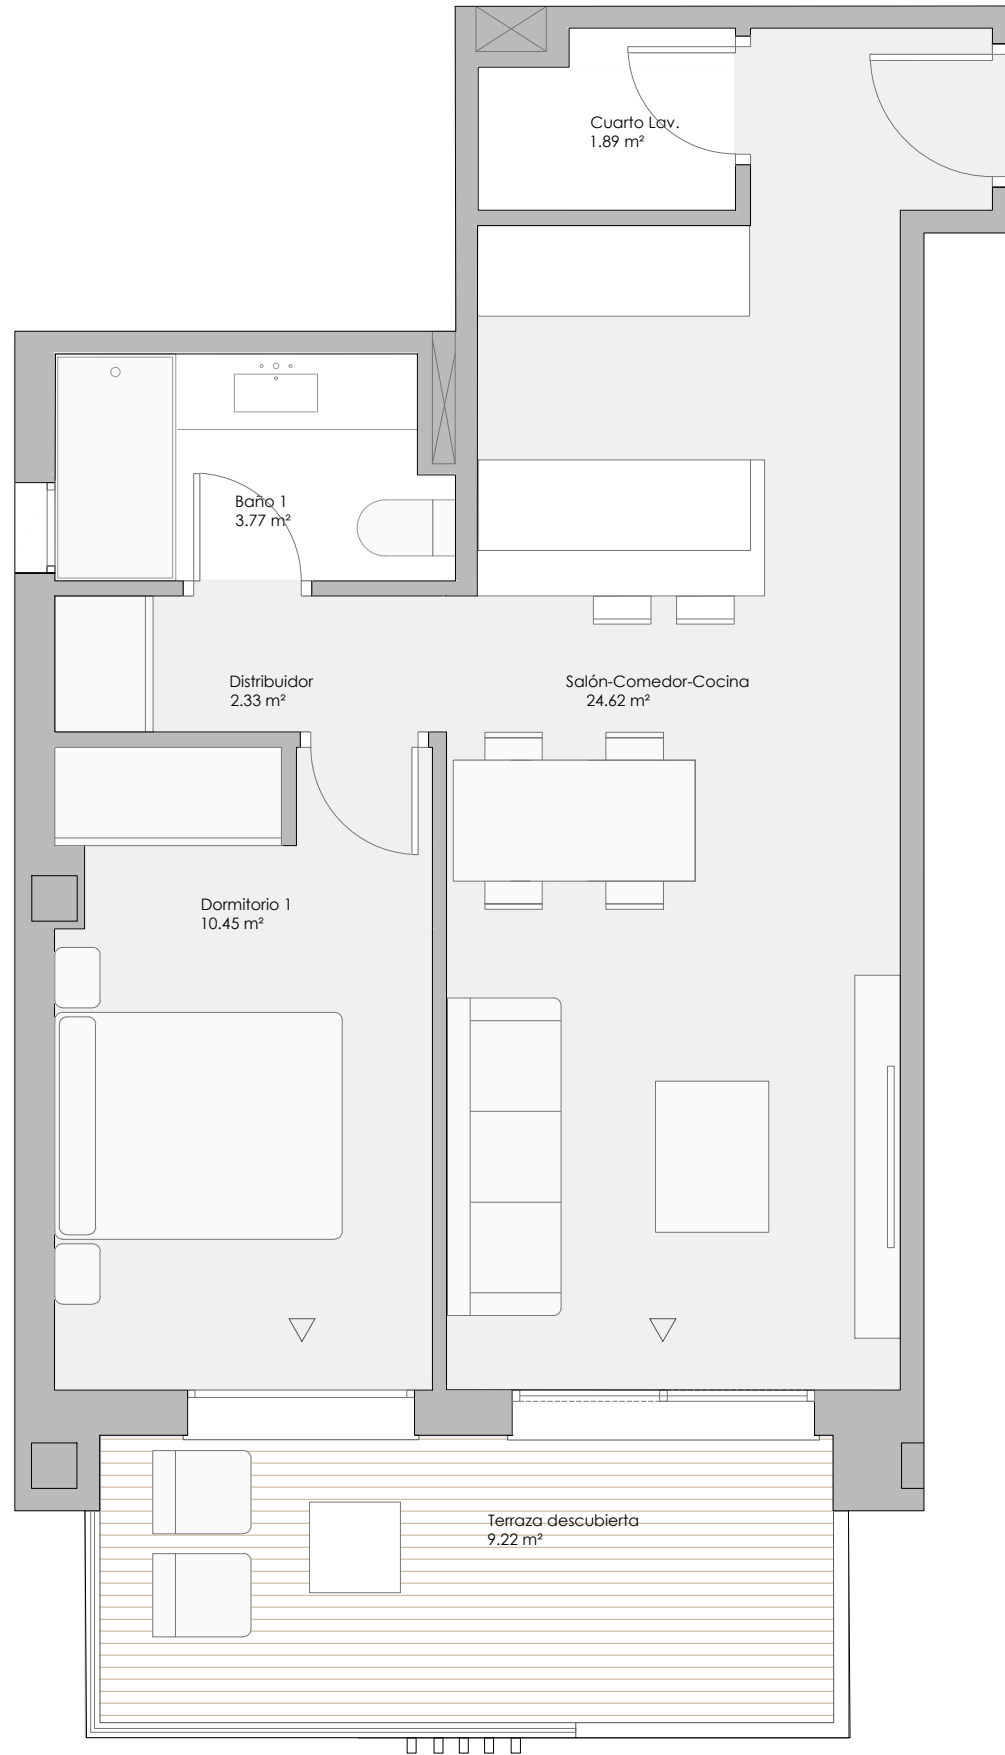 Cuarto Lav.
1.89 m²
Baño 1
3.77 m²
Distribuidor
2.33 m²
Salón-Comedor-Cocina
24.62 m²
Dormitorio 1
10.45 m²
Terraza descubierta
9.22 m²